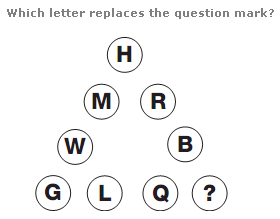 Which letter replaces the question mark?
H
M R
W B
G L Q ?